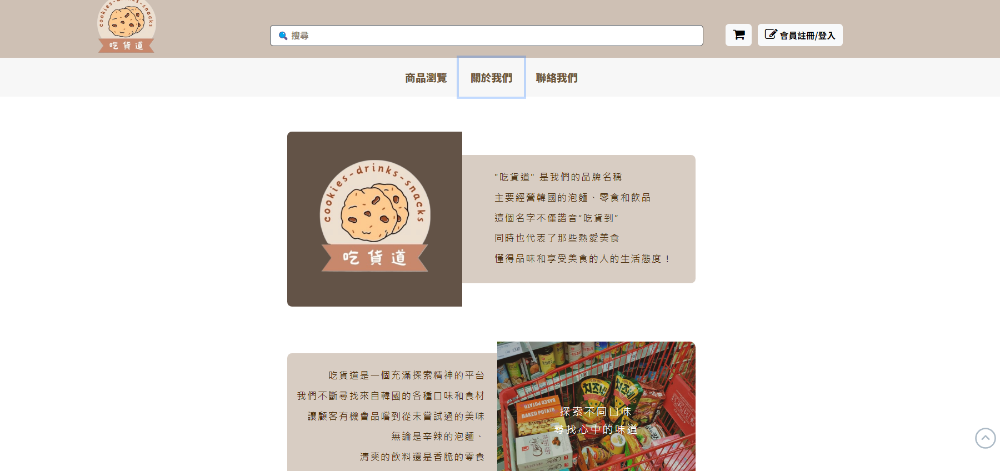 cookies-drinks-snacks
吃貨道
搜尋
會員註冊/登入
商品瀏覽
關於我們
聯絡我們
cookies-drinks-snacks
吃貨道
"吃貨道" 是我們的品牌名稱
主要經營韓國的泡麵、零食和飲品
這個名字不僅諧音“吃貨到”
同時也代表了那些熱愛美食
懂得品味和享受美食的人的生活態度！
吃貨道是一個充滿探索精神的平台
我們不斷尋找來自韓國的各種口味和食材
讓顧客有機會品嚐到從未嘗試過的美味
無論是辛辣的泡麵、
清爽的飲料還是香脆的零食
치즈볼
BAKED POTATO
BAKED POTATO
探索不同口味
尋找心中的味道